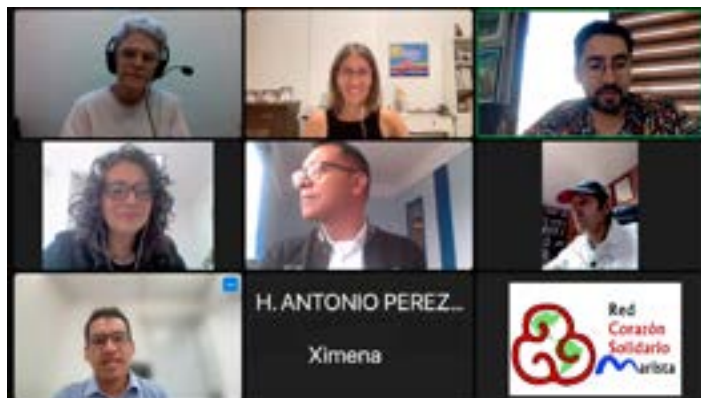 H. ANTONIO PEREZ...
Ximena
Red
Corazón
Solidario
Marista